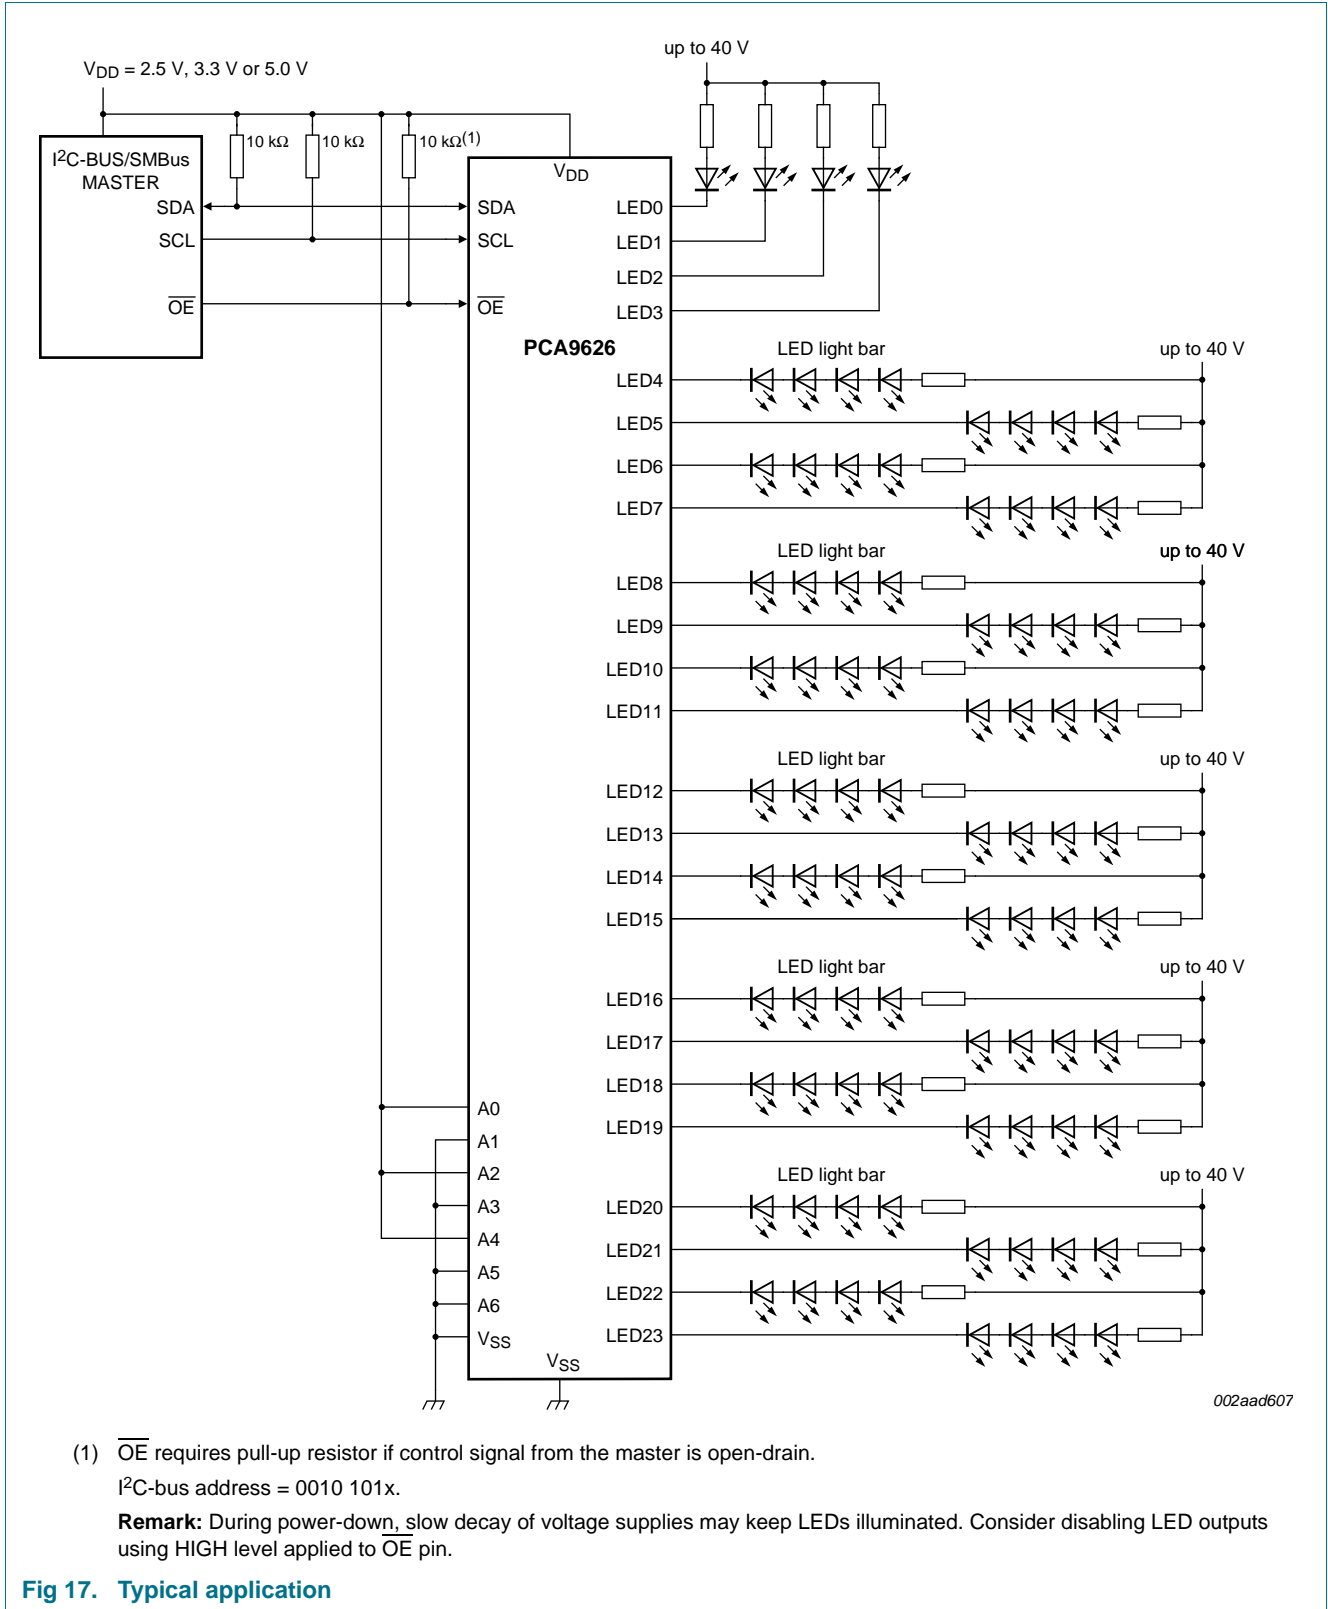 up to 40 V
VDD = 2.5 V, 3.3 V or 5.0 V
10 kΩ
10 kΩ
10 kΩ(1)
I2C-BUS/SMBus
MASTER
SDA
SCL
OE
VDD
SDA
SCL
OE
PCA9626
LED0
LED1
LED2
LED3
LED light bar
up to 40 V
LED4
LED5
LED6
LED7
LED light bar
up to 40 V
LED8
LED9
LED10
LED11
LED light bar
up to 40 V
LED12
LED13
LED14
LED15
LED light bar
up to 40 V
LED16
LED17
LED18
LED19
LED light bar
up to 40 V
LED20
LED21
LED22
LED23
A0
A1
A2
A3
A4
A5
A6
VSS
VSS
002aad607
(1) OE requires pull-up resistor if control signal from the master is open-drain.
I2C-bus address = 0010 101x.
Remark: During power-down, slow decay of voltage supplies may keep LEDs illuminated. Consider disabling LED outputs
using HIGH level applied to OE pin.
Fig 17. Typical application